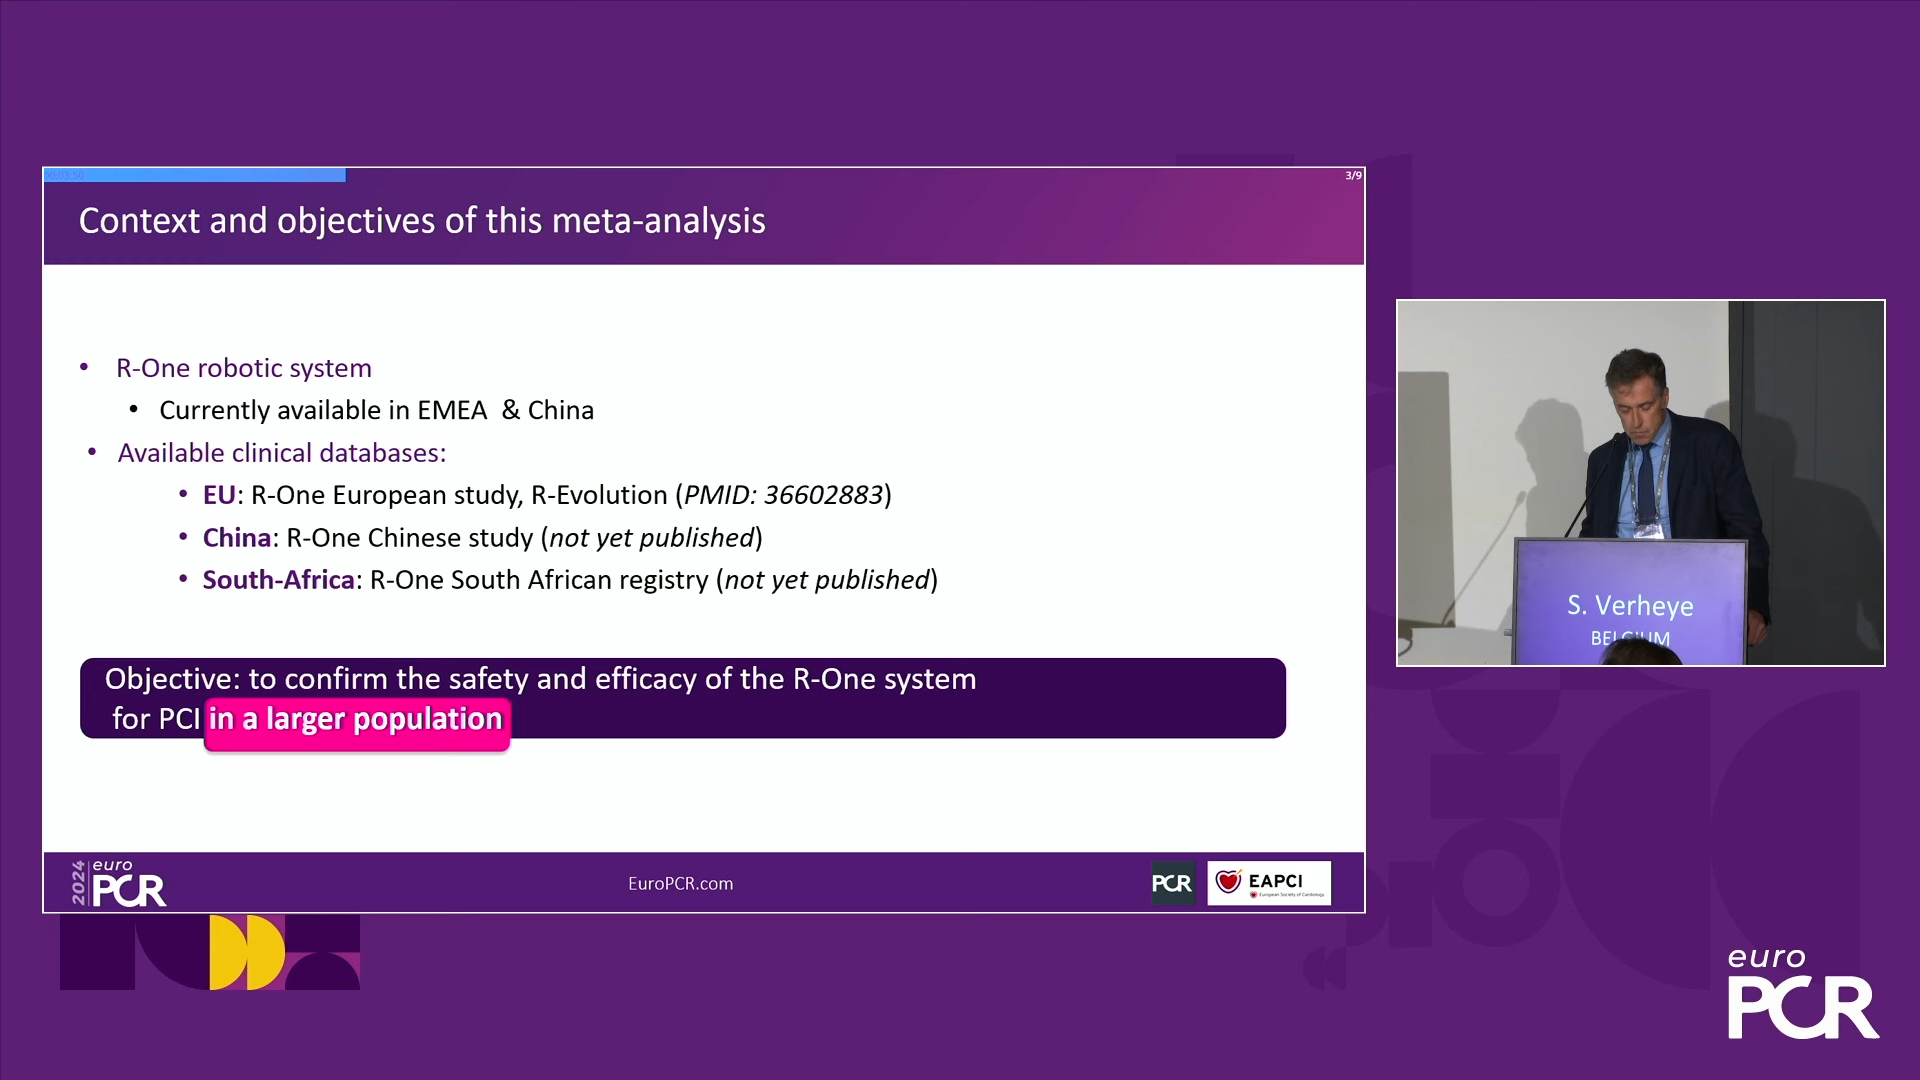 3/9
Context and objectives of this meta-analysis
• R-One robotic system
• Currently available in EMEA & China
• Available clinical databases:
• EU: R-One European study, R-Evolution (PMID: 36602883)
• China: R-One Chinese study (not yet published)
• South-Africa: R-One South African registry (not yet published)
Objective: to confirm the safety and efficacy of the R-One system
for PCI in a larger population
2024 euro PCR
EuroPCR.com
PCR
EAPCI
European Society of Cardiology
S. Verheye
BELGIUM
euro
PCR